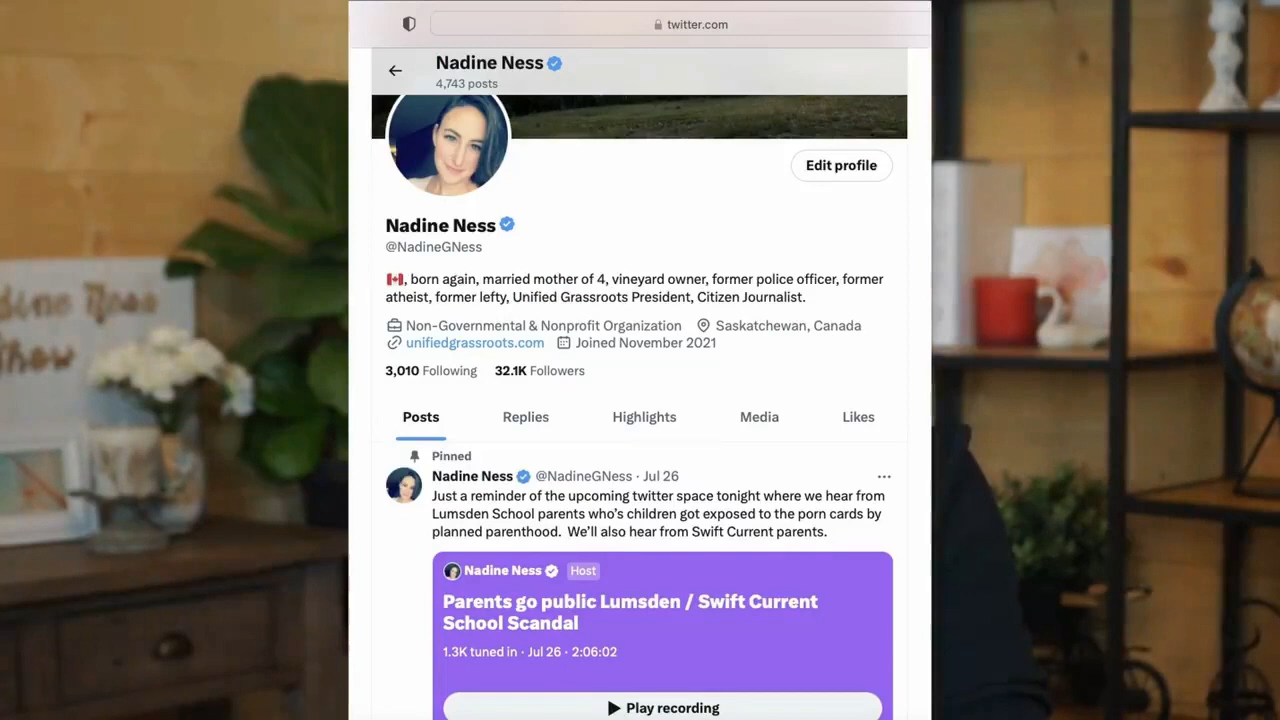 twitter.com
Nadine Ness
4,743 posts
Edit profile
Nadine Ness
@NadineGNess
🇨🇦, born again, married mother of 4, vineyard owner, former police officer, former
atheist, former lefty, Unified Grassroots President, Citizen Journalist.
Non-Governmental & Nonprofit Organization Saskatchewan, Canada
unifiedgrassroots.com Joined November 2021
3,010 Following 32.1K Followers
Posts Replies Highlights Media Likes
Pinned
Nadine Ness @NadineGNess · Jul 26
Just a reminder of the upcoming twitter space tonight where we hear from
Lumsden School parents who's children got exposed to the porn cards by
planned parenthood. We'll also hear from Swift Current parents.
Nadine Ness Host
Parents go public Lumsden / Swift Current
School Scandal
1.3K tuned in · Jul 26 · 2:06:02
Play recording
dine Ness
how